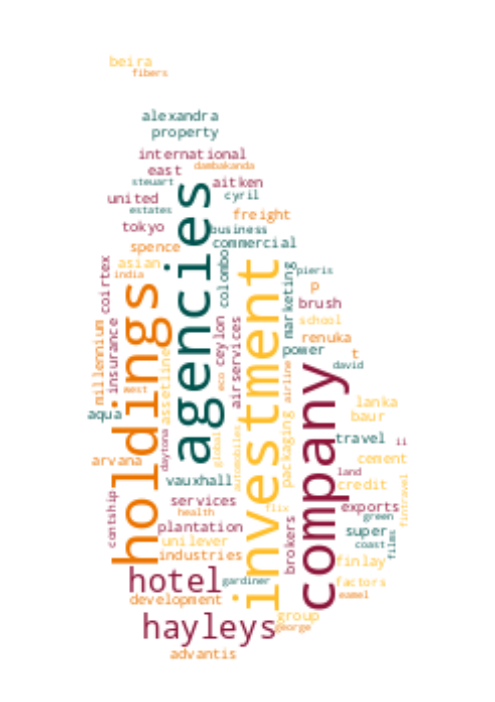 beira
fibers
alexandra
property
international
dambakanda
east
steuart
aitken
united
cyril
estates
freight
tokyo
business
spence
commercial
agencies
asian
india
colombo
investment
marketing
pieris
coirtex
holdings
p
brush
millennium
insurance
assetline
ceylon
airservices
school
renuka
power
t
eco
airline
david
company
west
lanka
aqua
baur
daytona
global
automobiles
packaging
travel
ii
arvana
cement
land
vauxhall
credit
contship
services
health
flix
exports
green
fintravel
plantation
brokers
super
unilever
coast
films
industries
finlay
hotel
gardiner
factors
eamel
development
group
hayleys
george
advantis